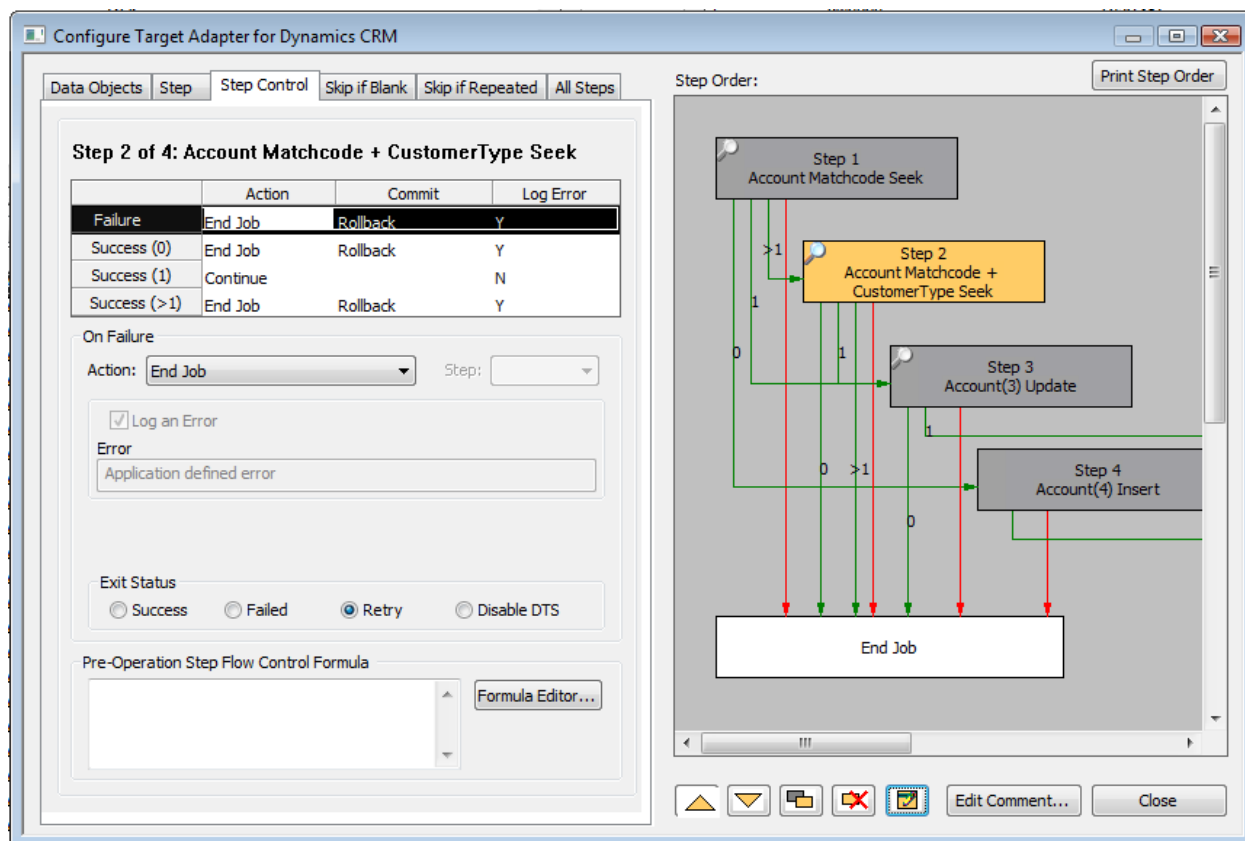 Configure Target Adapter for Dynamics CRM
Data Objects Step Step Control Skip if Blank Skip if Repeated All Steps
Step 2 of 4: Account Matchcode + CustomerType Seek
Action Commit Log Error
Failure End Job Rollback Y
Success (0) End Job Rollback Y
Success (1) Continue N
Success (>1) End Job Rollback Y
On Failure
Action: End Job Step:
Log an Error
Error
Application defined error
Exit Status
Success Failed Retry Disable DTS
Pre-Operation Step Flow Control Formula
Formula Editor...
Step Order:
Print Step Order
Step 1
Account Matchcode Seek
>1
Step 2
Account Matchcode +
CustomerType Seek
1
0
1
Step 3
Account(3) Update
1
0 >1
Step 4
Account(4) Insert
0
End Job
Edit Comment... Close